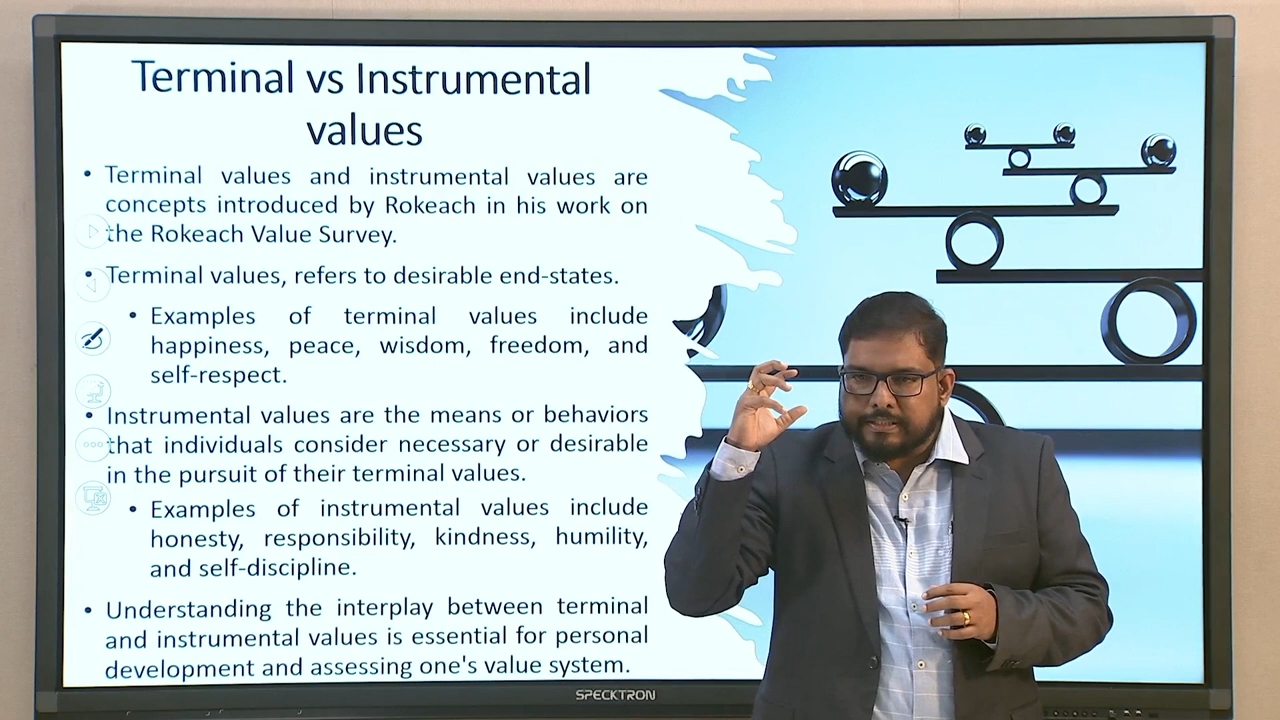 Terminal vs Instrumental
values
• Terminal values and instrumental values are
concepts introduced by Rokeach in his work on
the Rokeach Value Survey.
• Terminal values, refers to desirable end-states.
• Examples of terminal values include
happiness, peace, wisdom, freedom, and
self-respect.
• Instrumental values are the means or behaviors
that individuals consider necessary or desirable
in the pursuit of their terminal values.
• Examples of instrumental values include
honesty, responsibility, kindness, humility,
and self-discipline.
• Understanding the interplay between terminal
and instrumental values is essential for personal
development and assessing one's value system.
SPECKTRON